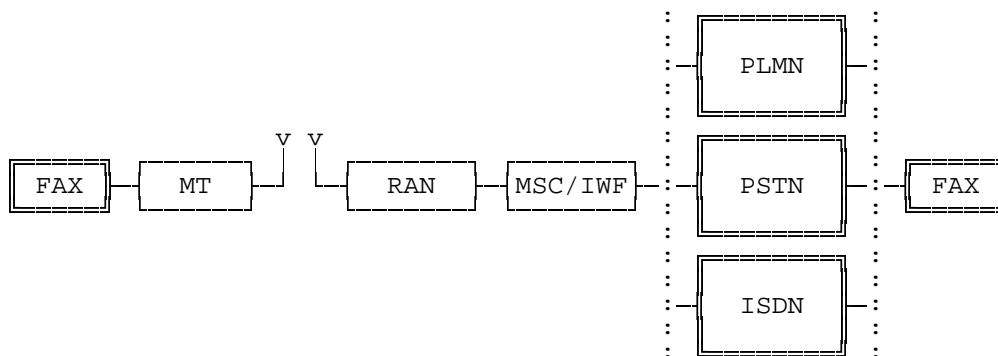 PLMN
v v
FAX MT RAN MSC/IWF PSTN FAX
ISDN